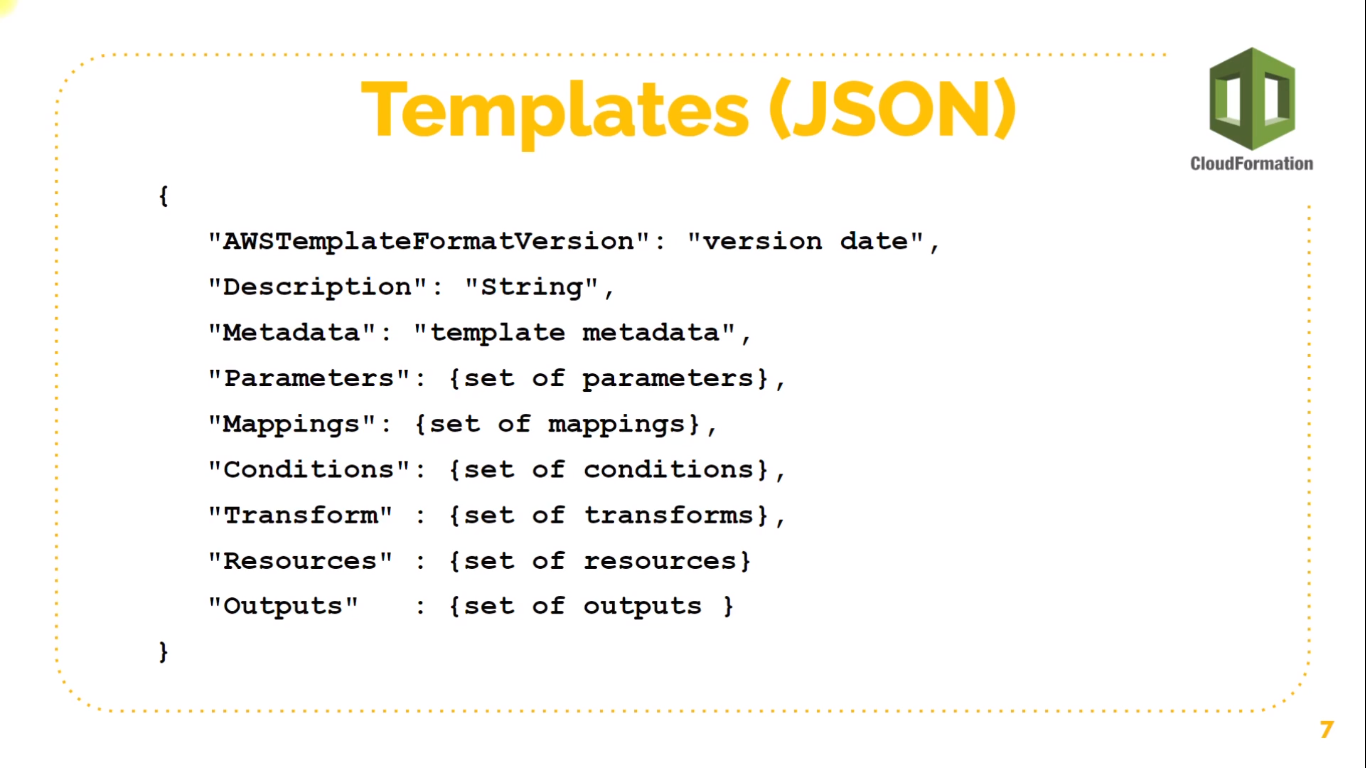 Templates (JSON)
CloudFormation
{
"AWSTemplateFormatVersion": "version date",
"Description": "String",
"Metadata": "template metadata",
"Parameters": {set of parameters},
"Mappings": {set of mappings},
"Conditions": {set of conditions},
"Transform" : {set of transforms},
"Resources" : {set of resources}
"Outputs"   : {set of outputs }
}
7